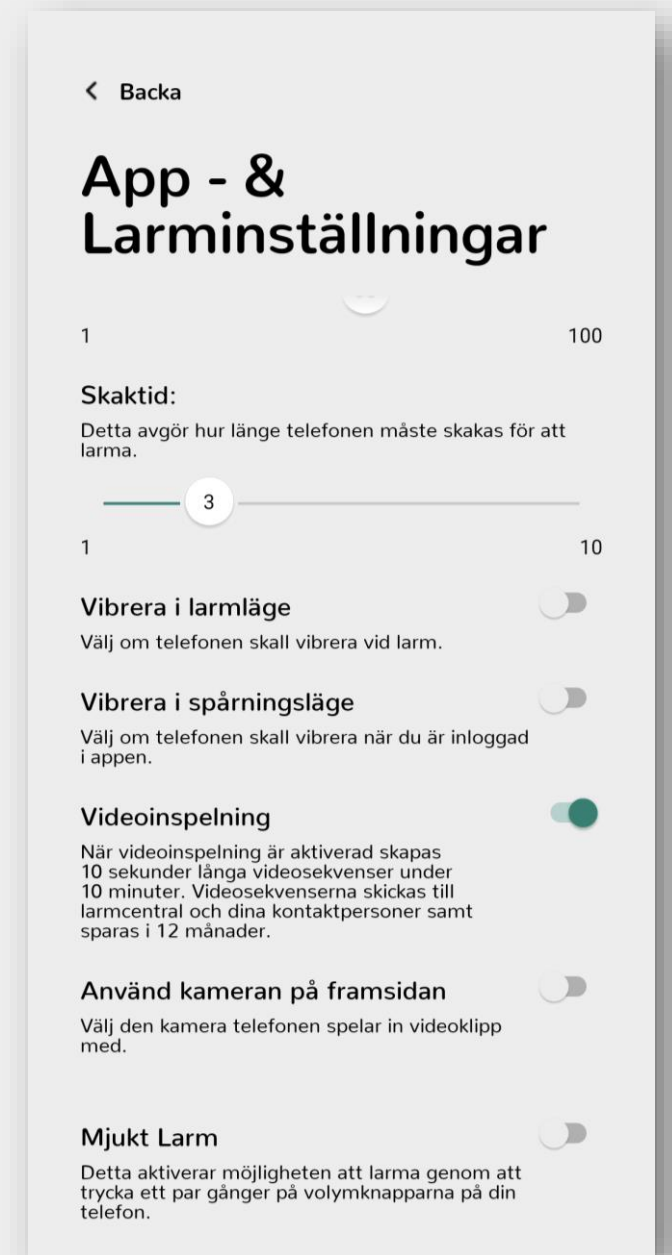 Backa
App - &
Larminställningar
1 100
Skaktid:
Detta avgör hur länge telefonen måste skakas för att
larma.
3
1 10
Vibrera i larmläge
Välj om telefonen skall vibrera vid larm.
Vibrera i spårningsläge
Välj om telefonen skall vibrera när du är inloggad
i appen.
Videoinspelning
När videoinspelning är aktiverad skapas
10 sekunder långa videosekvenser under
10 minuter. Videosekvenserna skickas till
larmcentral och dina kontaktpersoner samt
sparas i 12 månader.
Använd kameran på framsidan
Välj den kamera telefonen spelar in videoklipp
med.
Mjukt Larm
Detta aktiverar möjligheten att larma genom att
trycka ett par gånger på volymknapparna på din
telefon.